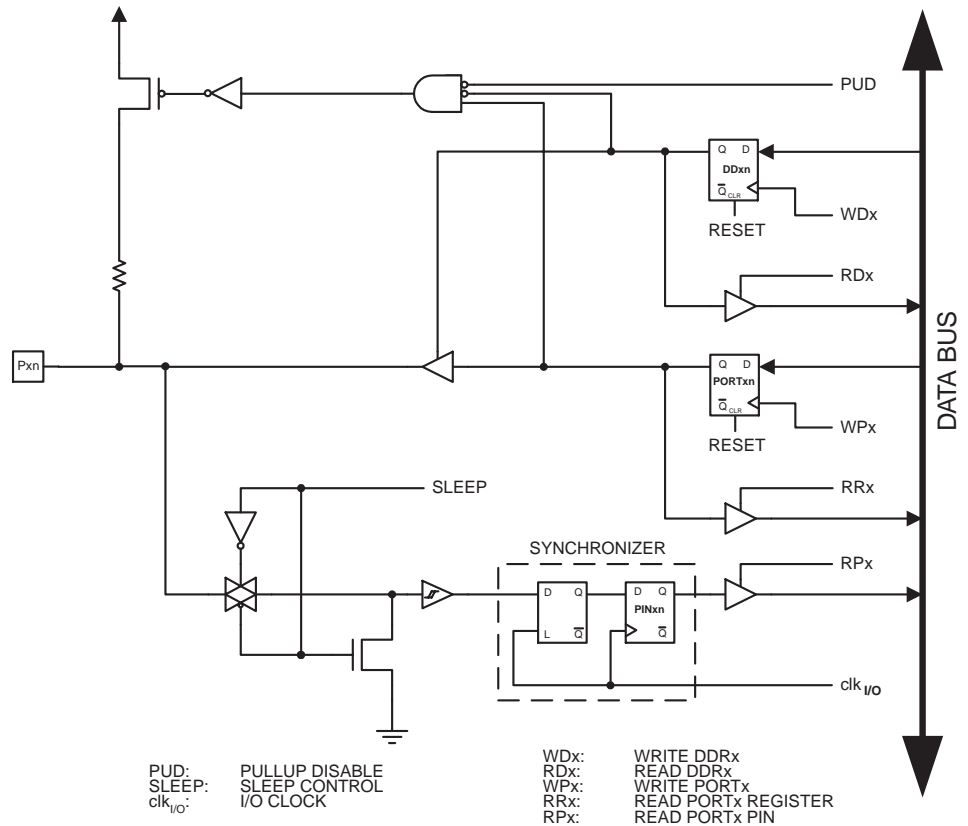 PUD
Q D
DDxn
Q CLR
WDx
RESET
RDx
Pxn
Q D
PORTxn
Q CLR
WPx
RESET
DATA BUS
SLEEP
RRx
SYNCHRONIZER
RPx
D Q
L Q
D Q
PINxn
Q
clk I/O
PUD: PULLUP DISABLE
SLEEP: SLEEP CONTROL
clkI/O: I/O CLOCK
WDx: WRITE DDRx
RDx: READ DDRx
WPx: WRITE PORTx
RRx: READ PORTx REGISTER
RPx: READ PORTx PIN